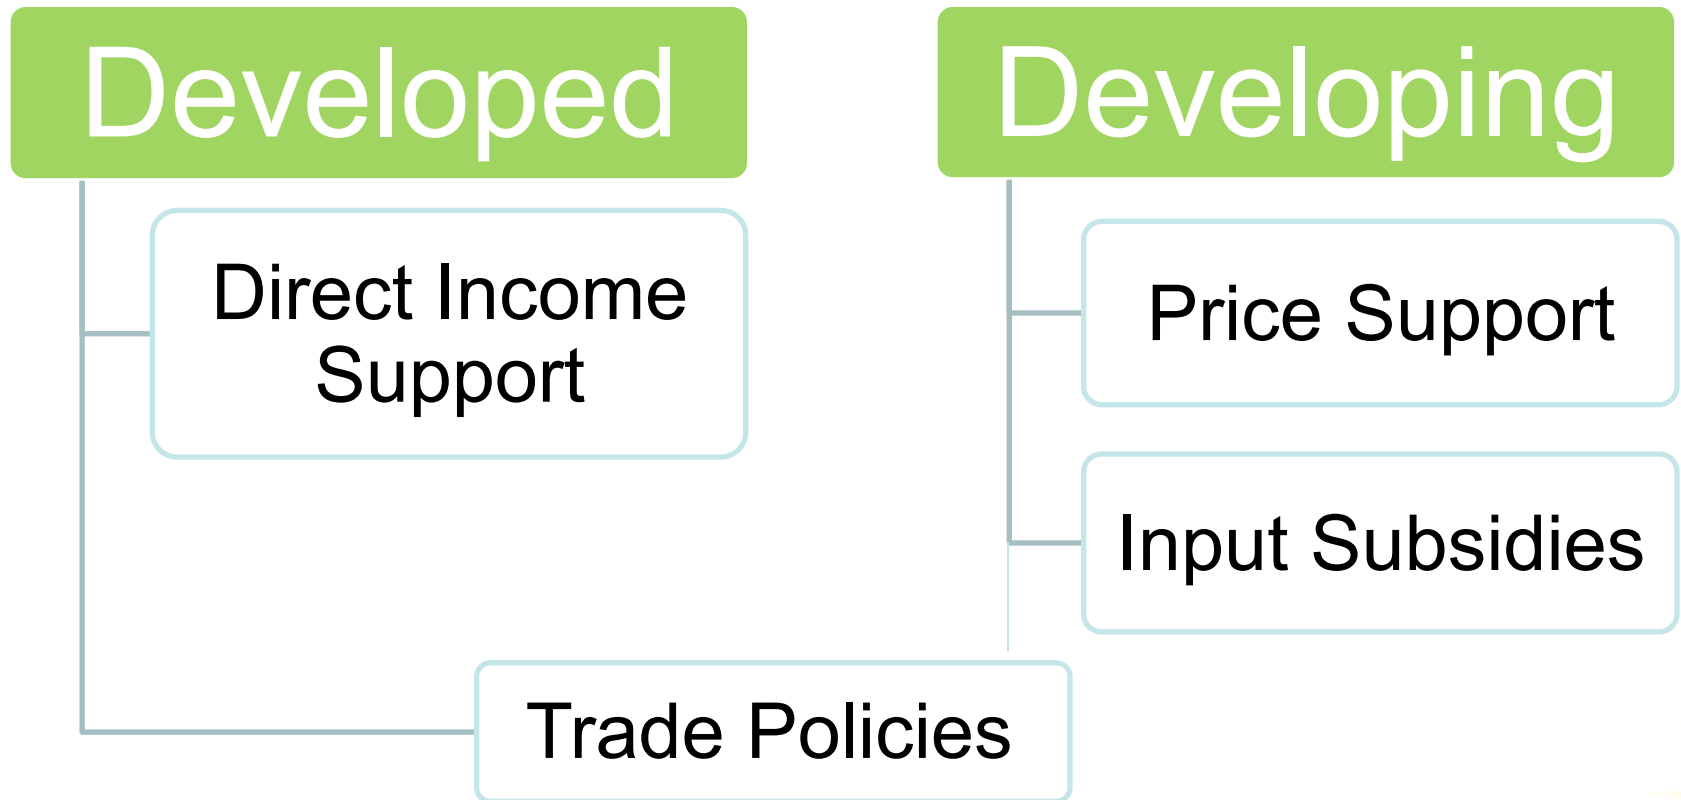 Developed
Direct Income
Support
Developing
Price Support
Input Subsidies
Trade Policies